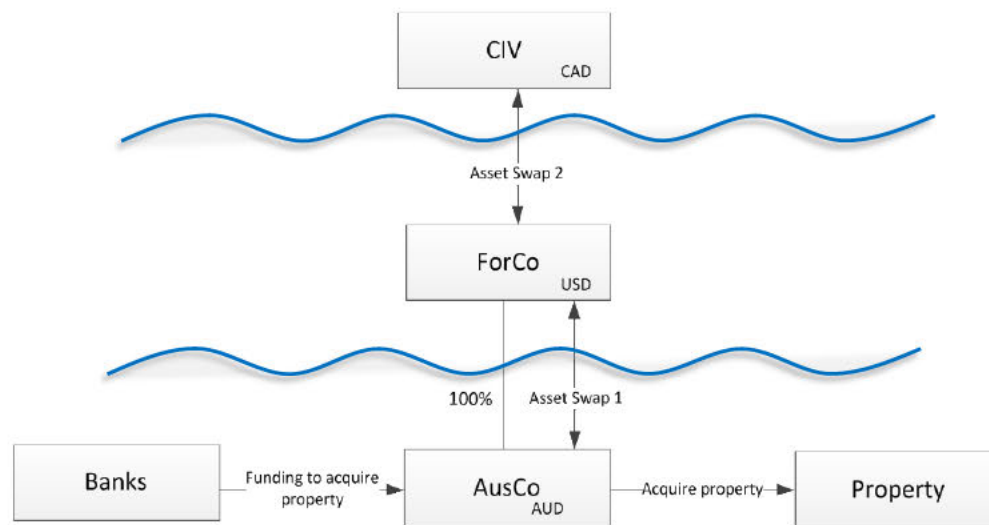 CIV
CAD
Asset Swap 2
ForCo
USD
100%
Asset Swap 1
Banks
Funding to acquire
property
AusCo
AUD
Acquire property
Property